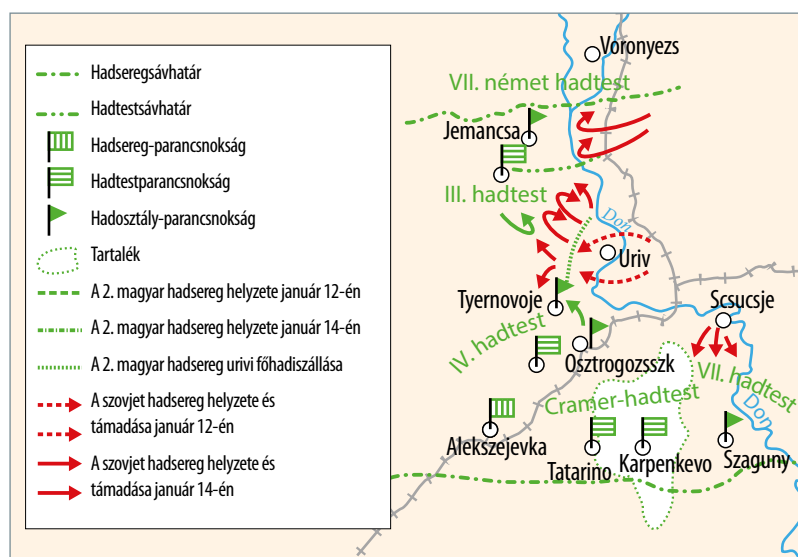 Hadseregsávhatár
Hadtestsávhatár
Hadsereg-parancsnokság
Hadtestparancsnokság
Hadosztály-parancsnokság
Tartalék
A 2. magyar hadsereg helyzete január 12-én
A 2. magyar hadsereg helyzete január 14-én
A 2. magyar hadsereg urivi főhadiszállása
A szovjet hadsereg helyzete és
támadása január 12-én
A szovjet hadsereg helyzete és
támadása január 14-én
Voronyezs
VII. német hadtest
Jemancsa
III. hadtest
Don
Uriv
Tyernovoje
Scsucsje
IV. hadtest
Osztrogozsszk
VII. hadtest
Cramer-hadtest
Don
Alekszejevka
Tatarino
Karpenkevo
Szaguny